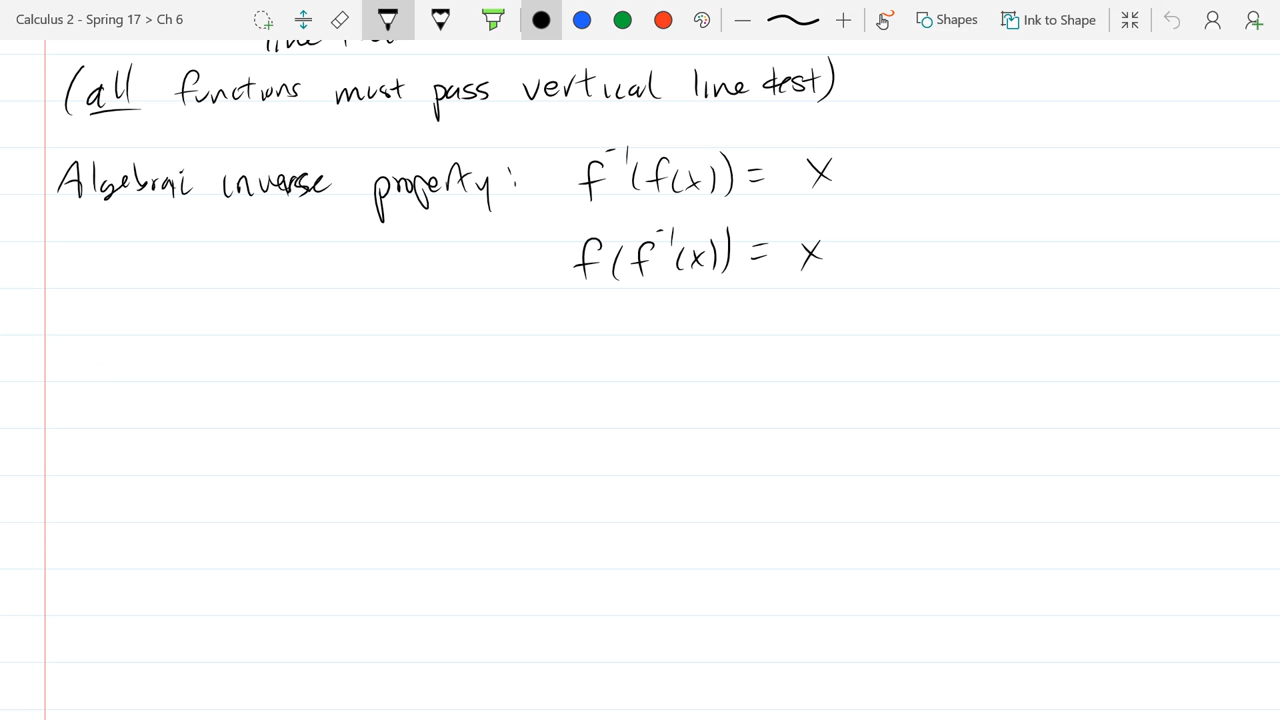 Calculus 2 - Spring 17 > Ch 6
Shapes
Ink to Shape
line
(all functions must pass vertical line test)
Algebraic inverse property: f⁻¹(f(x)) = x
f(f⁻¹(x)) = x